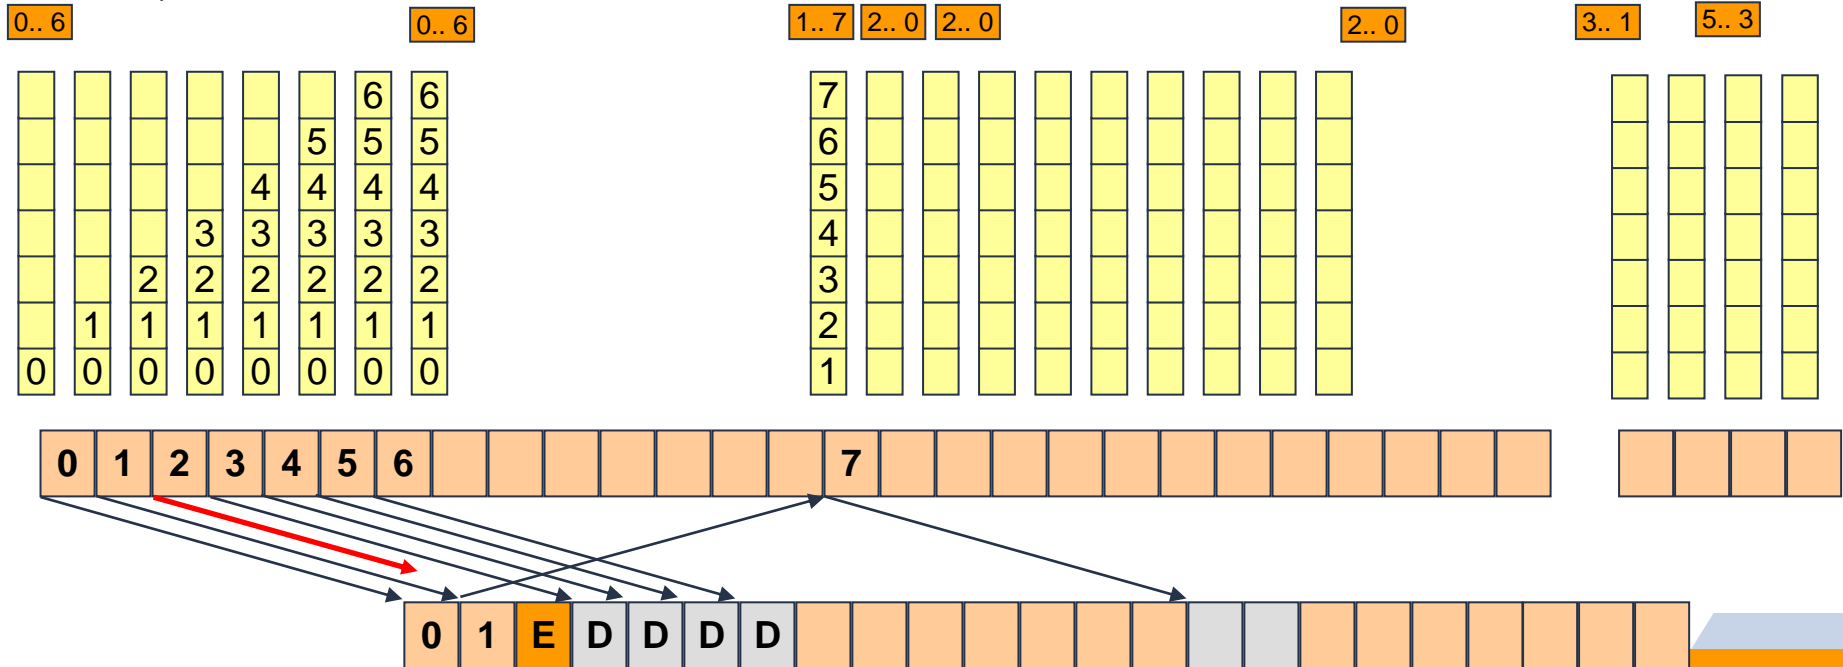 0.. 6 0.. 6 1.. 7 2.. 0 2.. 0 2.. 0 3.. 1 5.. 3
6 6 7
5 5 5 6
4 4 4 4 5
3 3 3 3 3 4
2 2 2 2 2 2 3
1 1 1 1 1 1 1 2
0 0 0 0 0 0 0 0 1
0 1 2 3 4 5 6 7
0 1 E D D D D